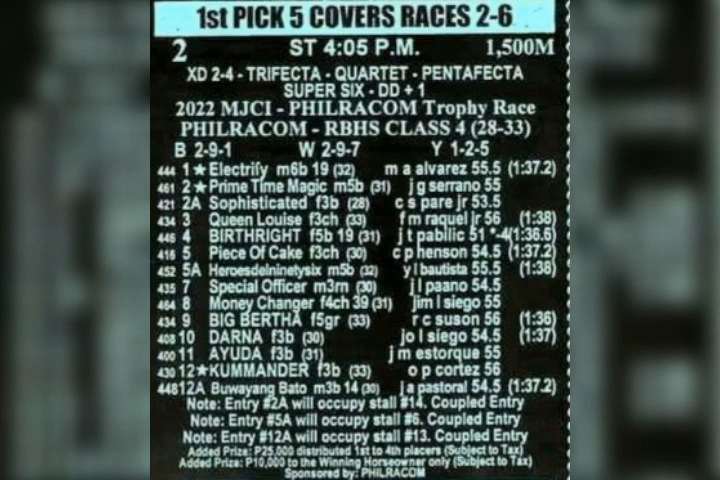 1st PICK 5 COVERS RACES 2-6
2 ST 4:05 P.M. 1,500M
XD 2-4 - TRIFECTA - QUARTET - PENTAFECTA
SUPER SIX - DD + 1
2022 MJCI - PHILRACOM Trophy Race
PHILRACOM - RBHS CLASS 4 (28-33)
B 2-9-1 W 2-9-7 Y 1-2-5
444 1 ★ Electrify m6b 19 (32) m a alvarez 55.5 (1:37.2)
461 2 ★ Prime Time Magic m5b (31) j g serrano 55
421 2A Sophisticated f3b (28) c s pare jr 53.5
434 3 Queen Louise f3ch (33) f m raquel jr 56 (1:38)
445 4 BIRTHRIGHT f5b 19 (31) j t pabilic 51 *-4(1:36.6)
416 5 Piece Of Cake f3ch (30) c p henson 54.5 (1:37.2)
452 5A Heroesdelninetysix m5b (32) y l bautista 55.5 (1:38)
435 7 Special Officer m3rn (30) j l paano 54.5
464 8 Money Changer f4ch 39 (31) jim l siego 55
434 9 BIG BERTHA f5gr (33) r c suson 56 (1:36)
408 10 DARNA f3b (30) jo l siego 54.5 (1:37)
400 11 AYUDA f3b (31) j m estorque 55
430 12 ★ KUMMANDER f3b (33) o p cortez 56
448 12A Buwayang Bato m3b 14 (30) j a pastoral 54.5 (1:37.2)
Note: Entry #2A will occupy stall #14. Coupled Entry
Note: Entry #5A will occupy stall #6. Coupled Entry
Note: Entry #12A will occupy stall #13. Coupled Entry
Added Prize: P25,000 distributed 1st to 4th placers (Subject to Tax)
Added Prize: P10,000 to the Winning Horseowner only (Subject to Tax)
Sponsored by: PHILRACOM